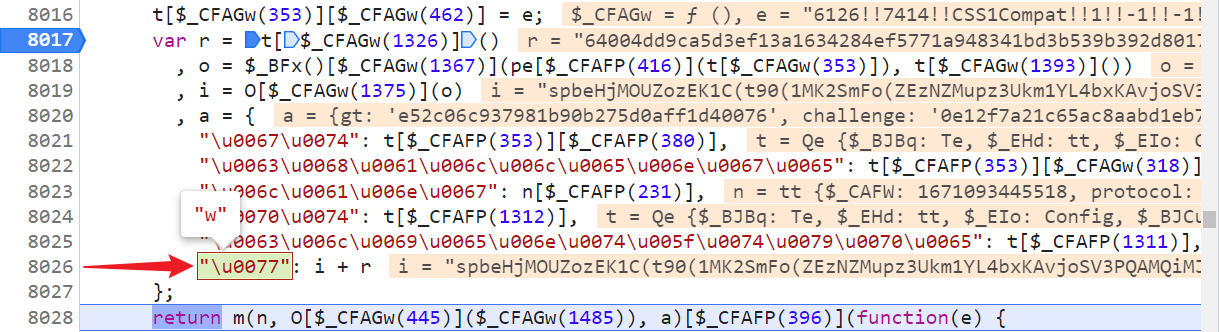 8016 t[$_CFAGw(353)][$_CFAGw(462)] = e; $_CFAGw = ƒ (), e = "6126!!7414!!CSS1Compat!!1!!-1!!-1!
8017 var r = t[$_CFAGw(1326)]() r = "64004dd9ca5d3ef13a1634284ef5771a948341bd3b539b392d8017
8018 , o = $_BFx()[$_CFAGw(1367)](pe[$_CFAFP(416)](t[$_CFAGw(353)]), t[$_CFAGw(1393)]()) o =
8019 , i = O[$_CFAGw(1375)](o) i = "spbeHjMOUZozEK1C(t90(1MK2SmFo(ZEzNZMupz3Ukm1YL4bxKAvjoSV3
8020 , a = { a = {gt: 'e52c06c937981b90b275d0aff1d40076', challenge: '0e12f7a21c65ac8aabd1eb7
8021 "\u0067\u0074": t[$_CFAFP(353)][$_CFAFP(380)], t = Qe {$_BJBq: Te, $_EHd: tt, $_EIo: C
8022 "\u0063\u0068\u0061\u006c\u006c\u0065\u006e\u0067\u0065": t[$_CFAFP(353)][$_CFAGw(318)]
8023 "\u006c\u0061\u006e\u0067": n[$_CFAFP(231)], n = tt {$_CAFW: 1671093445518, protocol:
"w"
8024 0070\u0074": t[$_CFAFP(1312)], t = Qe {$_BJBq: Te, $_EHd: tt, $_EIo: Config, $_BJCu
8025 "\u0063\u006c\u0069\u0065\u006e\u0074\u005f\u0074\u0079\u0070\u0065": t[$_CFAFP(1311)],
8026 "\u0077": i + r i = "spbeHjMOUZozEK1C(t90(1MK2SmFo(ZEzNZMupz3Ukm1YL4bxKAvjoSV3PQAMQiMJ
8027 };
8028 return m(n, O[$_CFAGw(445)]($_CFAGw(1485)), a)[$_CFAFP(396)](function(e) {